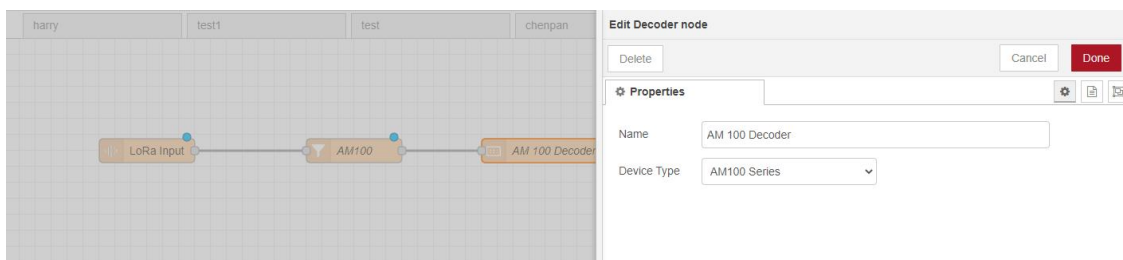 harry
test1
test
chenpan
LoRa Input
AM100
AM 100 Decoder
Edit Decoder node
Delete
Cancel
Done
Properties
Name
AM 100 Decoder
Device Type
AM100 Series